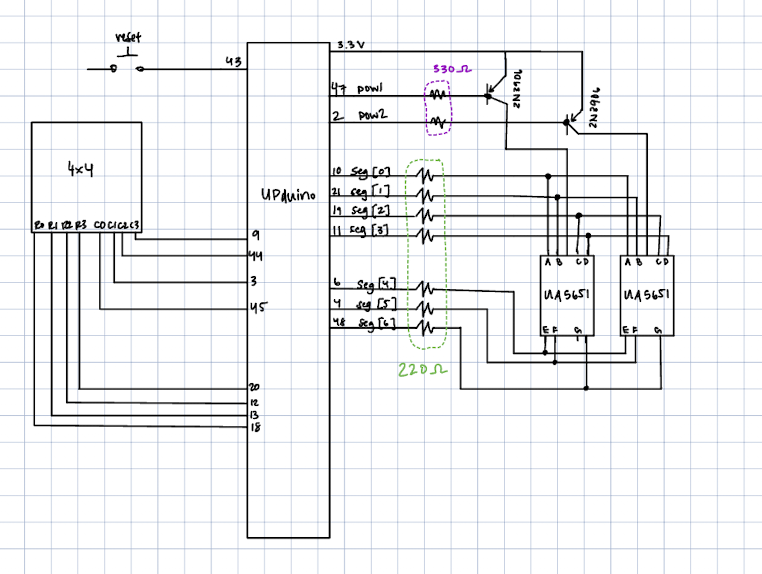 reset
43
3.3V
330Ω
47 pow1
2N3906
2 pow2
2N3906
4x4
UPduino
10 seg[0]
21 seg[1]
19 seg[2]
11 seg[3]
R0 R1 R2 R3 C0 C1 C2 C3
9
44
3
45
A B C D
A B C D
UA5651
UA5651
6 seg[4]
4 seg[5]
48 seg[6]
E F G
E F G
220Ω
20
12
13
18